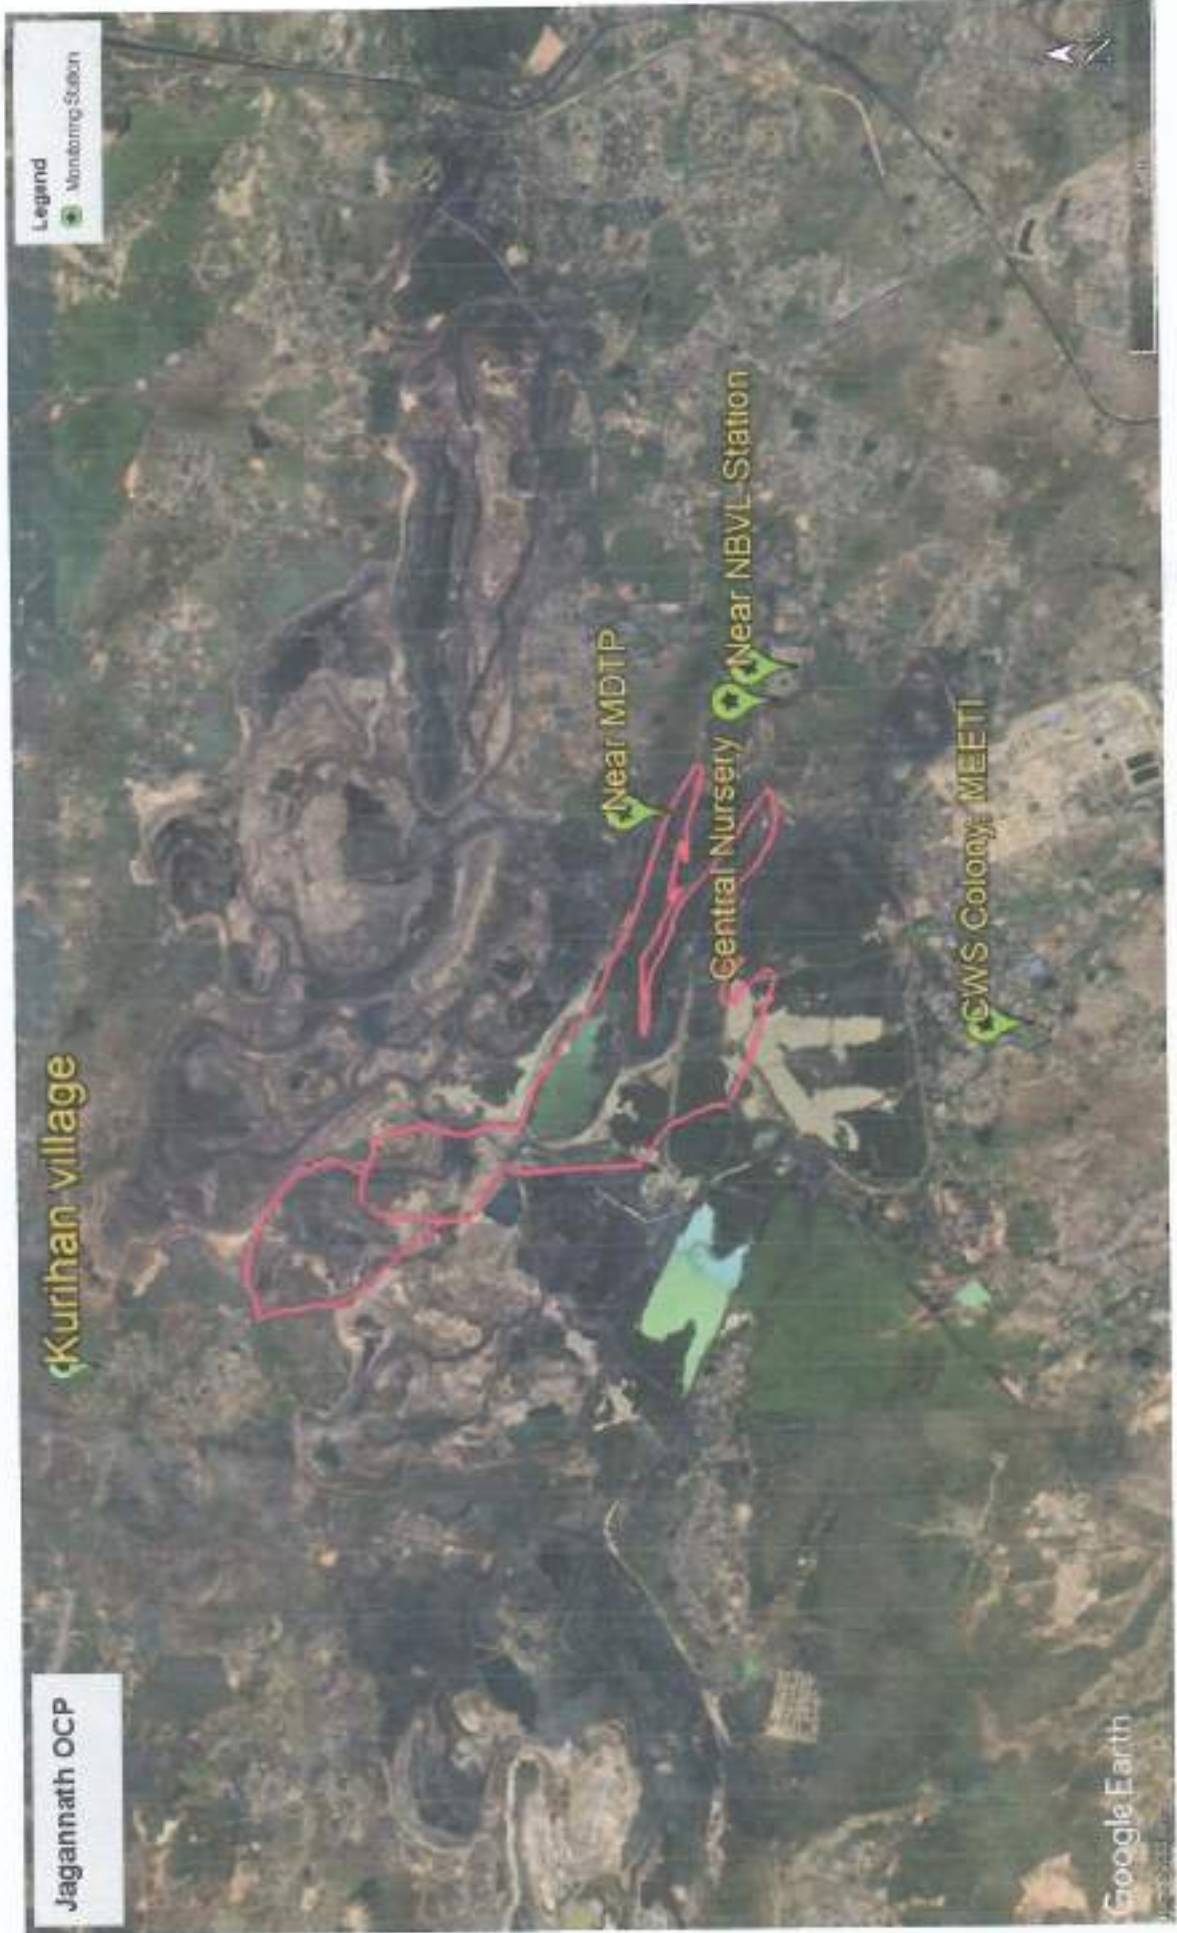 Jagannath OCP
Legend
Monitoring Station
Kurihan village
Near MDTP
Central Nursery
Near NBVL Station
CWS Colony, MEETI
Google Earth